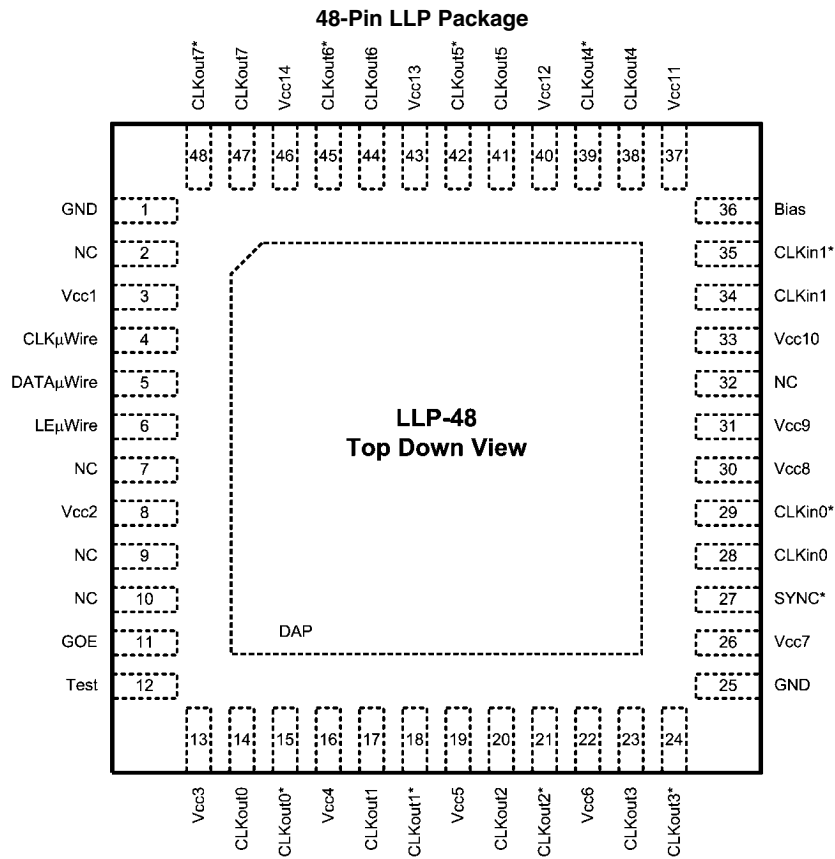 48-Pin LLP Package
CLKout7*
CLKout7
Vcc14
CLKout6*
CLKout6
Vcc13
CLKout5*
CLKout5
Vcc12
CLKout4*
CLKout4
Vcc11
48 47 46 45 44 43 42 41 40 39 38 37
GND 1
NC 2
Vcc1 3
CLKμWire 4
DATAμWire 5
LEμWire 6
NC 7
Vcc2 8
NC 9
NC 10
GOE 11
Test 12
36 Bias
35 CLKin1*
34 CLKin1
33 Vcc10
32 NC
31 Vcc9
30 Vcc8
29 CLKin0*
28 CLKin0
27 SYNC*
26 Vcc7
25 GND
LLP-48
Top Down View
DAP
13 14 15 16 17 18 19 20 21 22 23 24
Vcc3
CLKout0
CLKout0*
Vcc4
CLKout1
CLKout1*
Vcc5
CLKout2
CLKout2*
Vcc6
CLKout3
CLKout3*